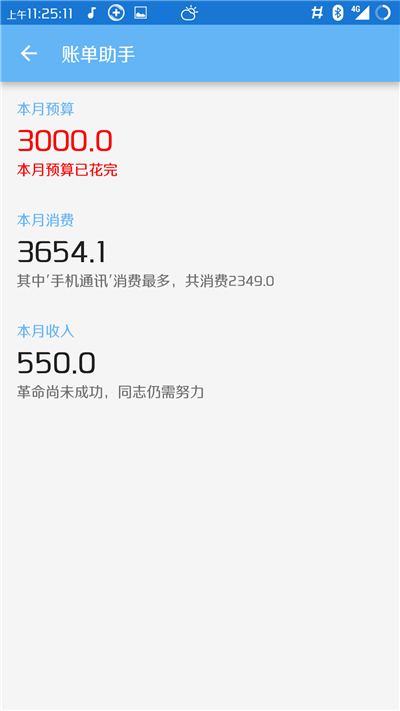 上午11:25:11
4G
账单助手
本月预算
3000.0
本月预算已花完
本月消费
3654.1
其中'手机通讯'消费最多，共消费2349.0
本月收入
550.0
革命尚未成功，同志仍需努力